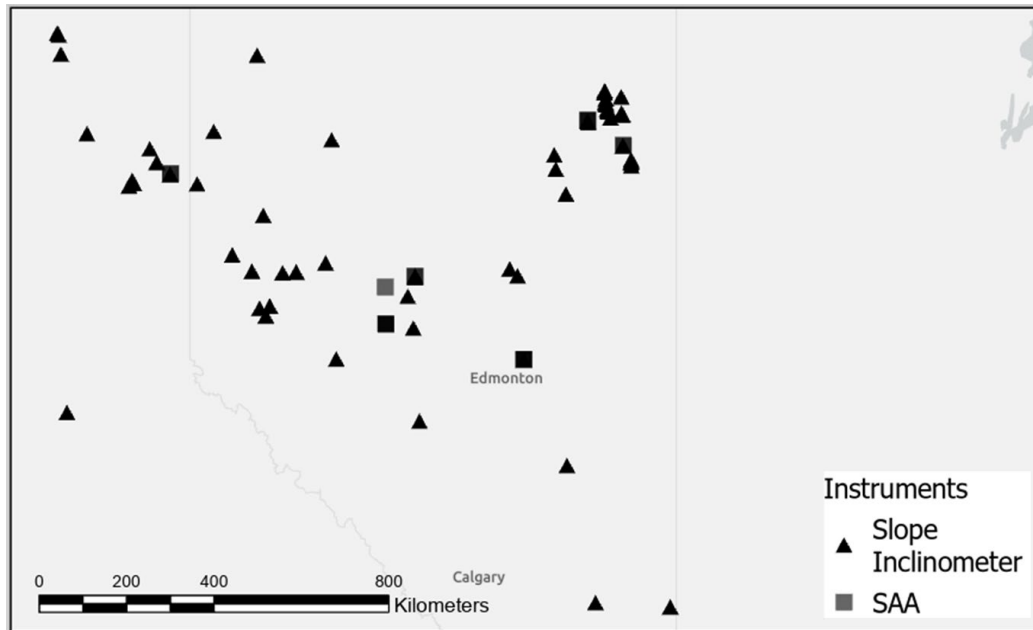 Edmonton
Instruments
Slope
Inclinometer
SAA
Calgary
0 200 400 800
Kilometers